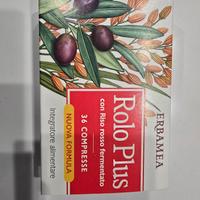 ERBAMEA
Rolo Plus
con Riso rosso fermentato
36 COMPRESSE
NUOVA FORMULA
Integratore alimentare